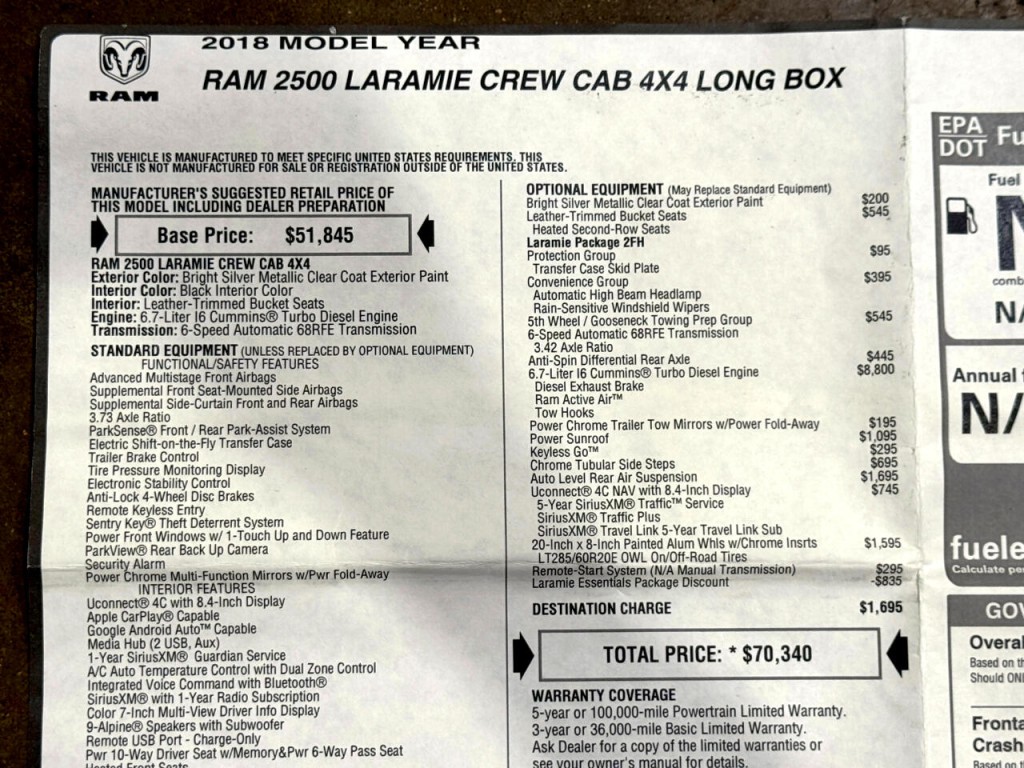 RAM
2018 MODEL YEAR
RAM 2500 LARAMIE CREW CAB 4X4 LONG BOX
THIS VEHICLE IS MANUFACTURED TO MEET SPECIFIC UNITED STATES REQUIREMENTS. THIS
VEHICLE IS NOT MANUFACTURED FOR SALE OR REGISTRATION OUTSIDE OF THE UNITED STATES.
MANUFACTURER'S SUGGESTED RETAIL PRICE OF
THIS MODEL INCLUDING DEALER PREPARATION
Base Price: $51,845
RAM 2500 LARAMIE CREW CAB 4X4
Exterior Color: Bright Silver Metallic Clear Coat Exterior Paint
Interior Color: Black Interior Color
Interior: Leather-Trimmed Bucket Seats
Engine: 6.7-Liter I6 Cummins® Turbo Diesel Engine
Transmission: 6-Speed Automatic 68RFE Transmission
STANDARD EQUIPMENT (UNLESS REPLACED BY OPTIONAL EQUIPMENT)
FUNCTIONAL/SAFETY FEATURES
Advanced Multistage Front Airbags
Supplemental Front Seat-Mounted Side Airbags
Supplemental Side-Curtain Front and Rear Airbags
3.73 Axle Ratio
ParkSense® Front / Rear Park-Assist System
Electric Shift-on-the-Fly Transfer Case
Trailer Brake Control
Tire Pressure Monitoring Display
Electronic Stability Control
Anti-Lock 4-Wheel Disc Brakes
Remote Keyless Entry
Sentry Key® Theft Deterrent System
Power Front Windows w/ 1-Touch Up and Down Feature
ParkView® Rear Back Up Camera
Security Alarm
Power Chrome Multi-Function Mirrors w/Pwr Fold-Away
INTERIOR FEATURES
Uconnect® 4C with 8.4-Inch Display
Apple CarPlay® Capable
Google Android Auto™ Capable
Media Hub (2 USB, Aux)
1-Year SiriusXM® Guardian Service
A/C Auto Temperature Control with Dual Zone Control
Integrated Voice Command with Bluetooth®
SiriusXM® with 1-Year Radio Subscription
Color 7-Inch Multi-View Driver Info Display
9-Alpine® Speakers with Subwoofer
Remote USB Port - Charge-Only
Pwr 10-Way Driver Seat w/Memory&Pwr 6-Way Pass Seat
Heated Front Seats
OPTIONAL EQUIPMENT (May Replace Standard Equipment)
Bright Silver Metallic Clear Coat Exterior Paint $200
Leather-Trimmed Bucket Seats $545
Heated Second-Row Seats
Laramie Package 2FH
Protection Group $95
Transfer Case Skid Plate
Convenience Group $395
Automatic High Beam Headlamp
Rain-Sensitive Windshield Wipers
5th Wheel / Gooseneck Towing Prep Group $545
6-Speed Automatic 68RFE Transmission
3.42 Axle Ratio
Anti-Spin Differential Rear Axle $445
6.7-Liter I6 Cummins® Turbo Diesel Engine $8,800
Diesel Exhaust Brake
Ram Active Air™
Tow Hooks
Power Chrome Trailer Tow Mirrors w/Power Fold-Away $195
Power Sunroof $1,095
Keyless Go™ $295
Chrome Tubular Side Steps $695
Auto Level Rear Air Suspension $1,695
Uconnect® 4C NAV with 8.4-Inch Display $745
5-Year SiriusXM® Traffic™ Service
SiriusXM® Traffic Plus
SiriusXM® Travel Link 5-Year Travel Link Sub
20-Inch x 8-Inch Painted Alum Whls w/Chrome Insrts $1,595
LT285/60R20E OWL On/Off-Road Tires
Remote-Start System (N/A Manual Transmission) $295
Laramie Essentials Package Discount -$835
DESTINATION CHARGE $1,695
TOTAL PRICE: * $70,340
WARRANTY COVERAGE
5-year or 100,000-mile Powertrain Limited Warranty.
3-year or 36,000-mile Basic Limited Warranty.
Ask Dealer for a copy of the limited warranties or
see your owner's manual for details.
EPA
DOT Fu
Fuel
N
comb
N/
Annual f
N/
fuele
Calculate per
GOV
Overal
Based on th
Should ONL
Fronta
Crash
Based on th